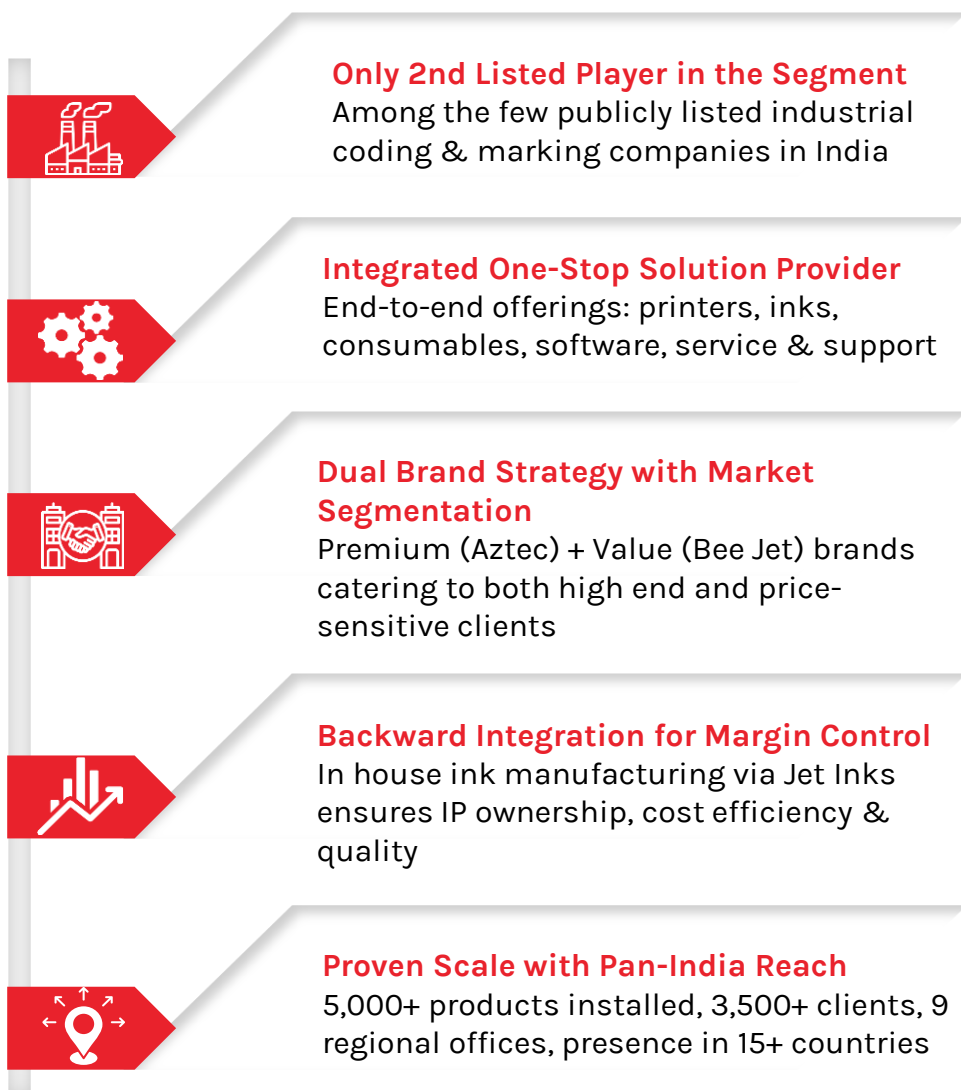 Only 2nd Listed Player in the Segment
Among the few publicly listed industrial
coding & marking companies in India
Integrated One-Stop Solution Provider
End-to-end offerings: printers, inks,
consumables, software, service & support
Dual Brand Strategy with Market
Segmentation
Premium (Aztec) + Value (Bee Jet) brands
catering to both high end and price-
sensitive clients
Backward Integration for Margin Control
In house ink manufacturing via Jet Inks
ensures IP ownership, cost efficiency &
quality
Proven Scale with Pan-India Reach
5,000+ products installed, 3,500+ clients, 9
regional offices, presence in 15+ countries